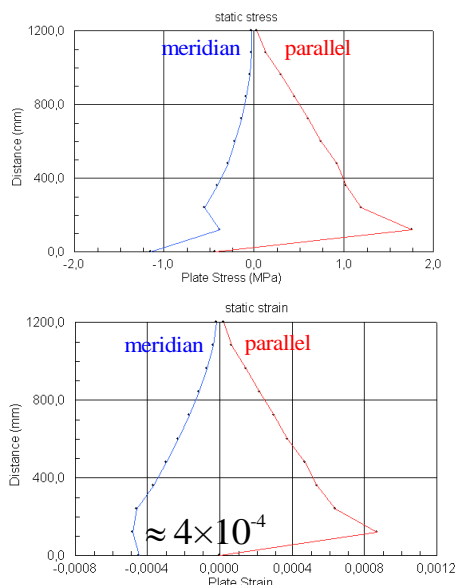 static stress
1200,0
meridian parallel
800,0
Distance (mm)
400,0
0,0
-2,0 -1,0 0,0 1,0 2,0
Plate Stress (MPa)
static strain
1200,0
meridian parallel
800,0
Distance (mm)
400,0
≈ 4×10⁻⁴
0,0
-0,0008 -0,0004 0,0000 0,0004 0,0008 0,0012
Plate Strain